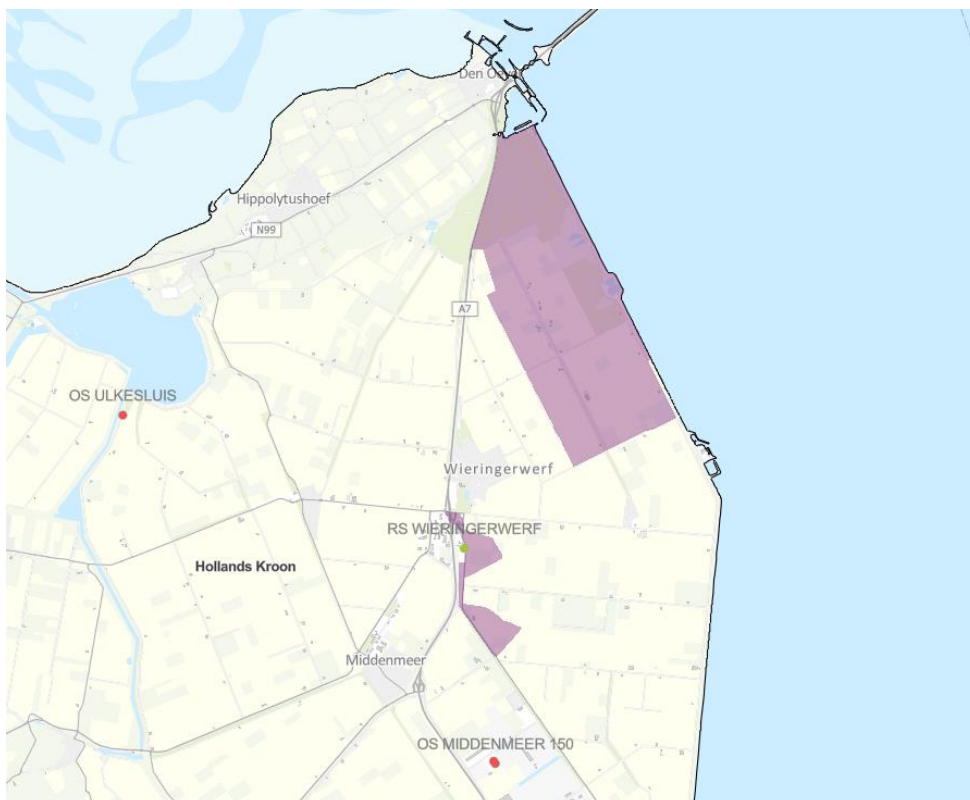 Den Oever
Hippolytushoef
N99
A7
OS ULKESLUIS
Wieringerwerf
RS WIERINGERWERF
Hollands Kroon
Middenmeer
OS MIDDENMEER 150